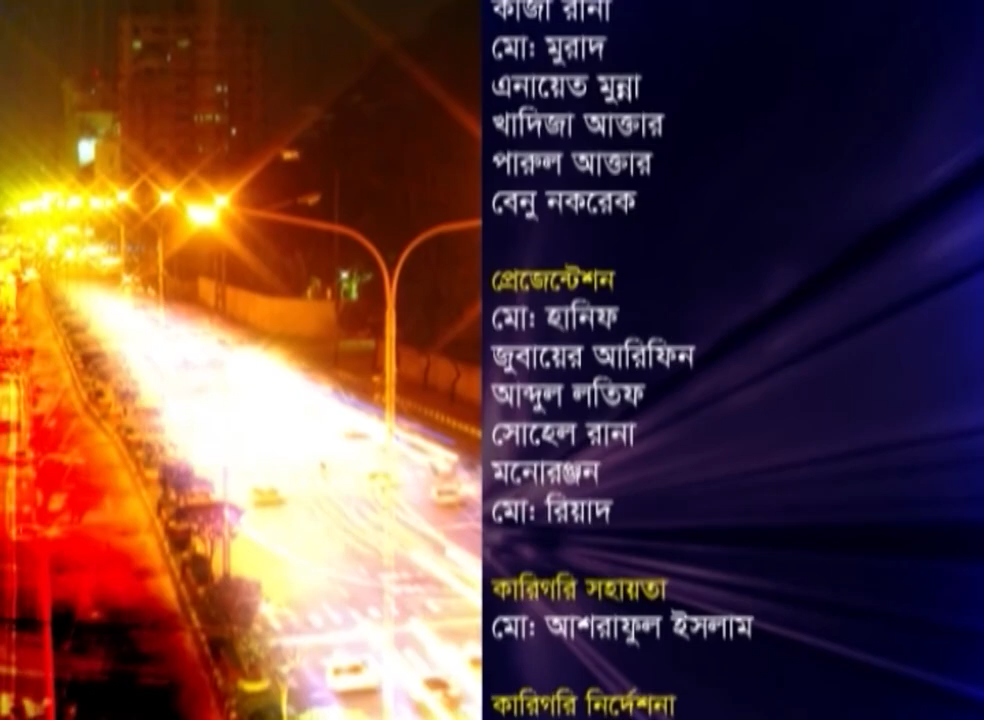 কাজী রানা
মো: মুরাদ
এনায়েত মুন্না
খাদিজা আক্তার
পারুল আক্তার
বেনু নকরেক
প্রেজেন্টেশন
মো: হানিফ
জুবায়ের আরিফিন
আব্দুল লতিফ
সোহেল রানা
মনোরঞ্জন
মো: রিয়াদ
কারিগরি সহায়তা
মো: আশরাফুল ইসলাম
কারিগরি নির্দেশনা